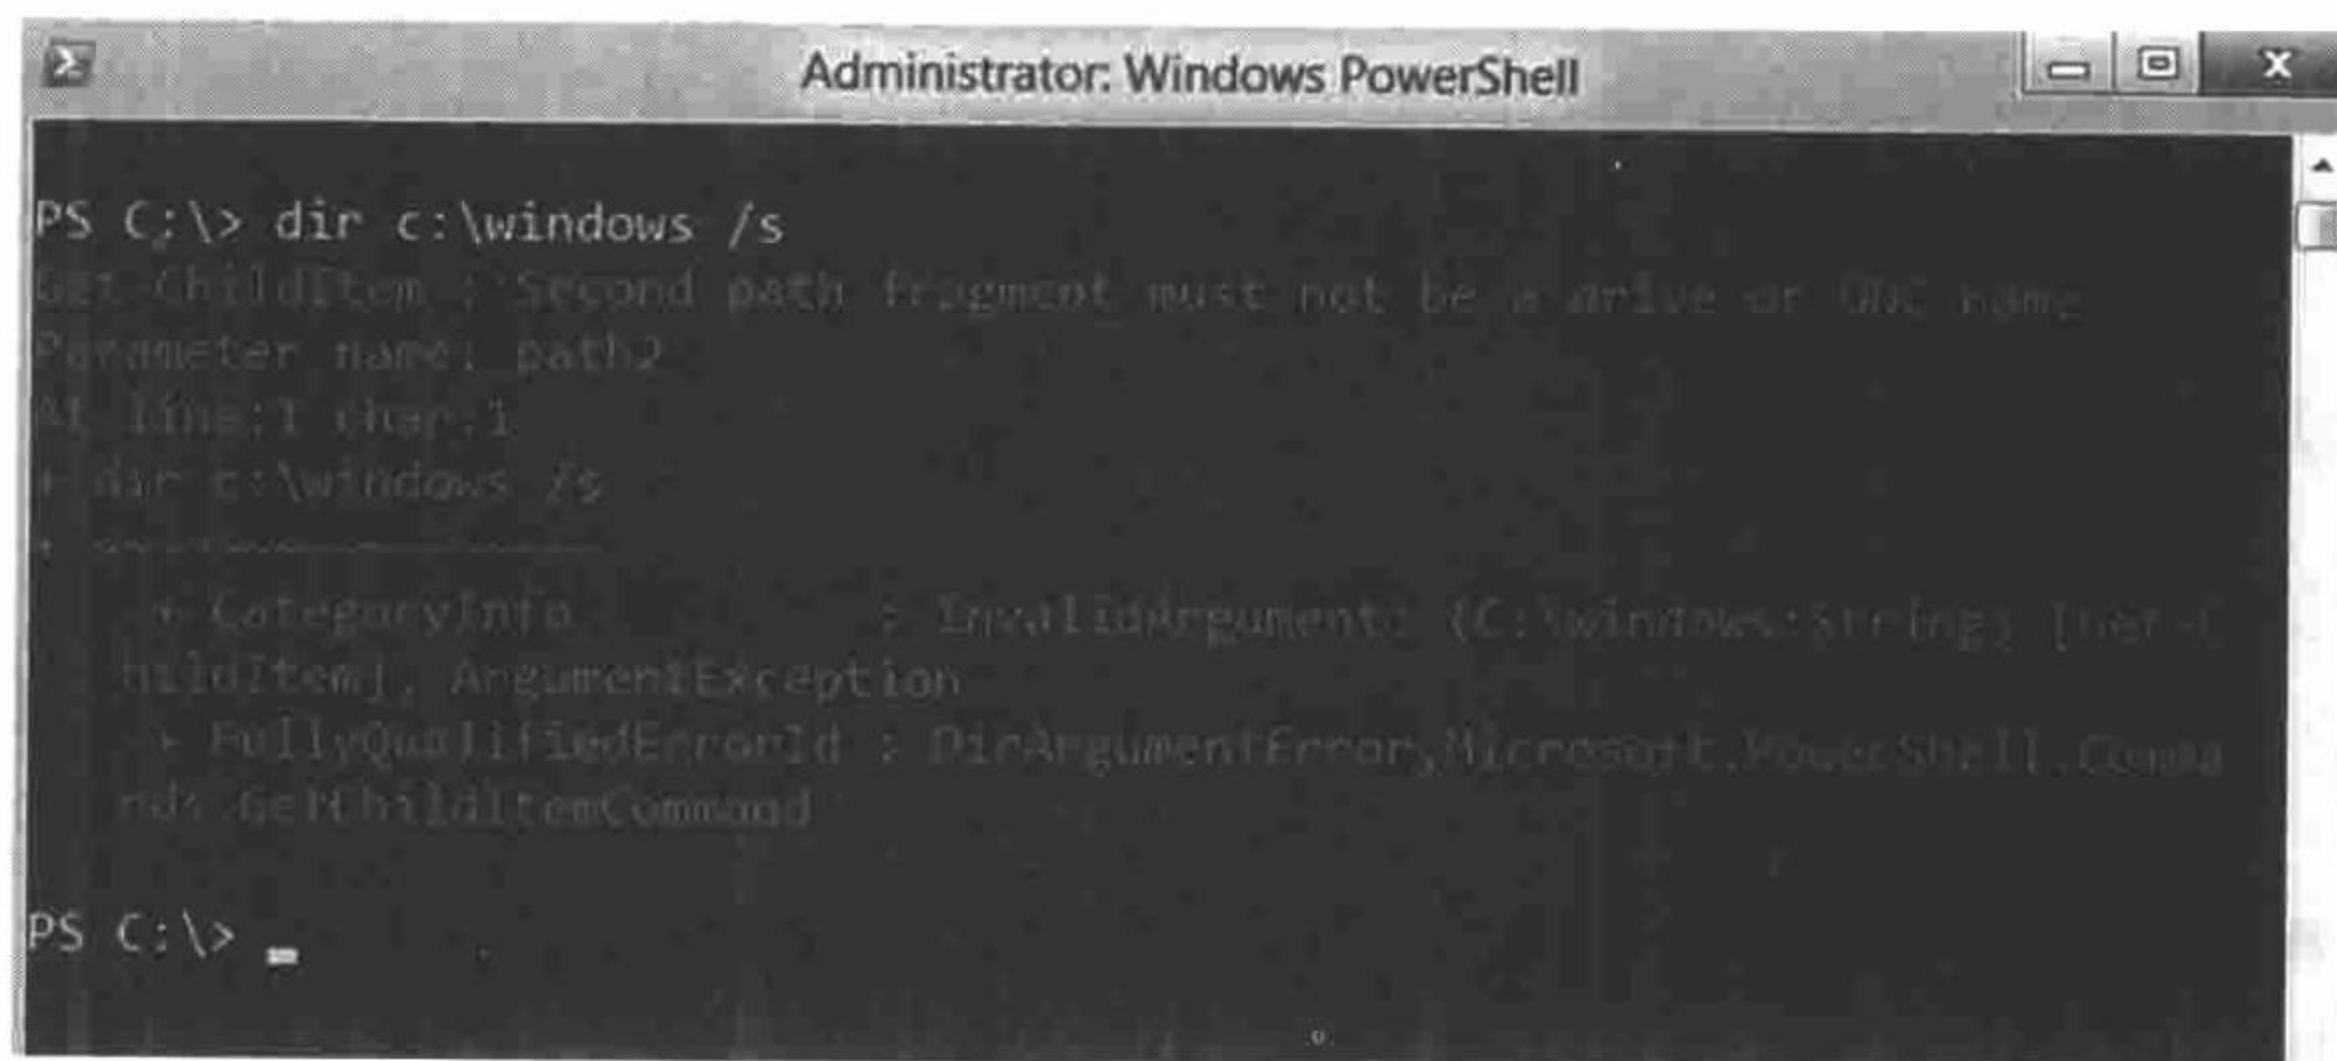 Administrator: Windows PowerShell
PS C:\> dir c:\windows /s
Get-ChildItem : Second path fragment must not be a drive or UNC name
Parameter name: path2
At line:1 char:1
+ dir c:\windows /s
+ ~~~~~~~~~~~~~~~~~
+ CategoryInfo : InvalidArgument: (C:\windows:String) [Get-C
hildItem], ArgumentException
+ FullyQualifiedErrorId : DirArgumentError,Microsoft.PowerShell.Comma
nds.GetChildItemCommand
PS C:\>